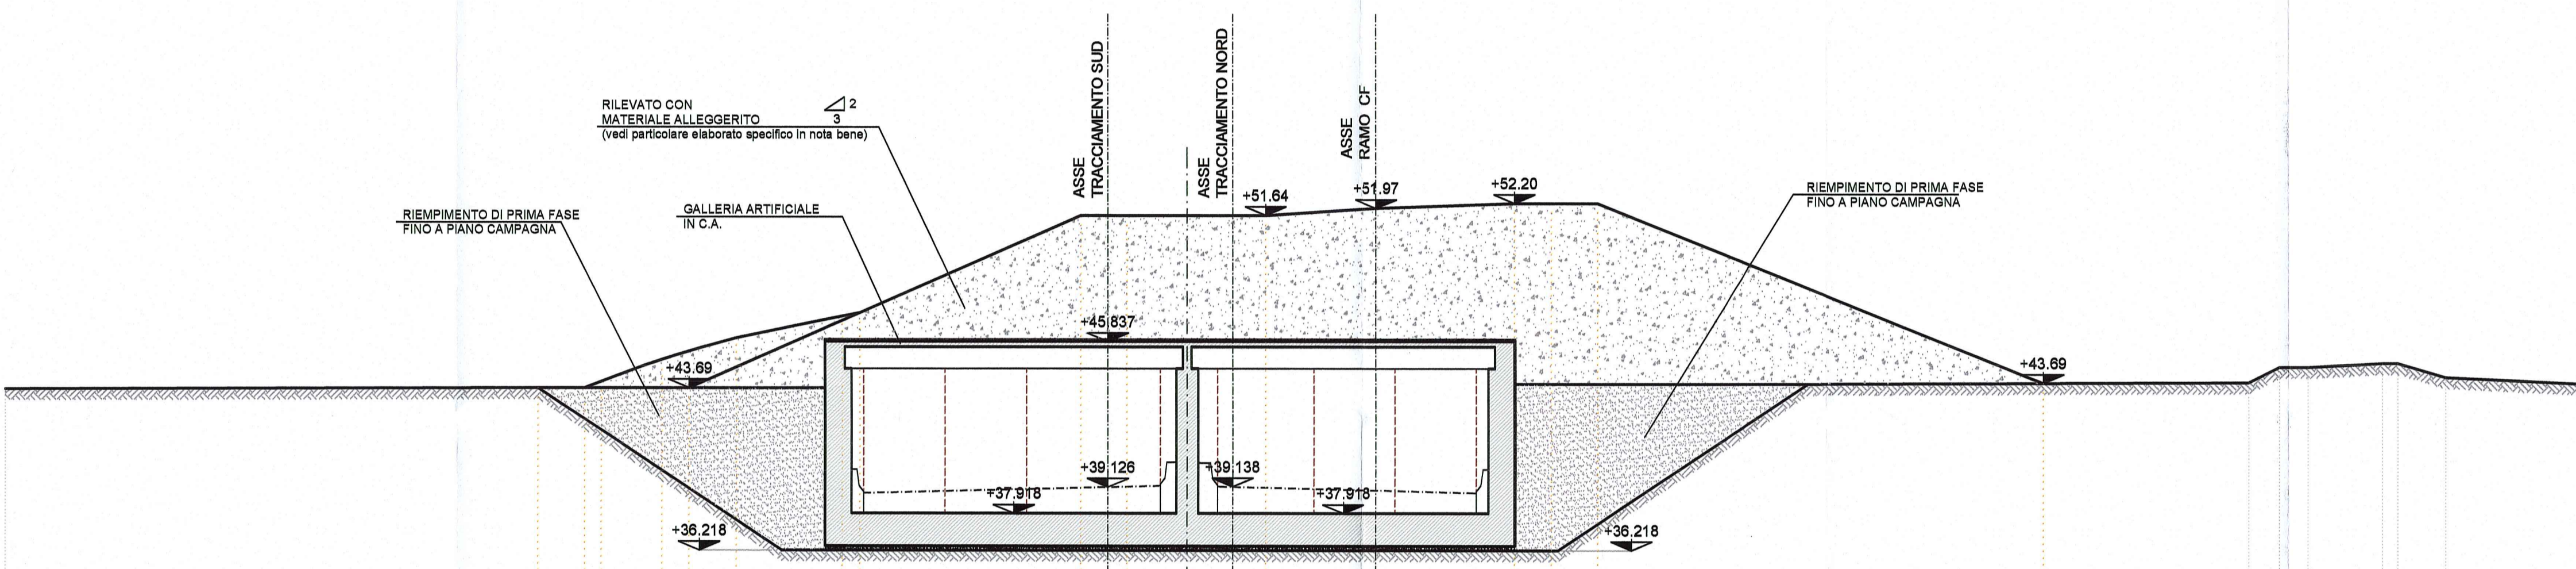 ASSE
TRACCIAMENTO SUD
ASSE
TRACCIAMENTO NORD
ASSE
RAMO CF
RILEVATO CON
MATERIALE ALLEGGERITO
(vedi particolare elaborato specifico in nota bene)
2
3
RIEMPIMENTO DI PRIMA FASE
FINO A PIANO CAMPAGNA
GALLERIA ARTIFICIALE
IN C.A.
+51.64
+51.97
+52.20
RIEMPIMENTO DI PRIMA FASE
FINO A PIANO CAMPAGNA
+45.837
+43.69
+43.69
+39.126
+39.138
+37.918
+37.918
+36.218
+36.218